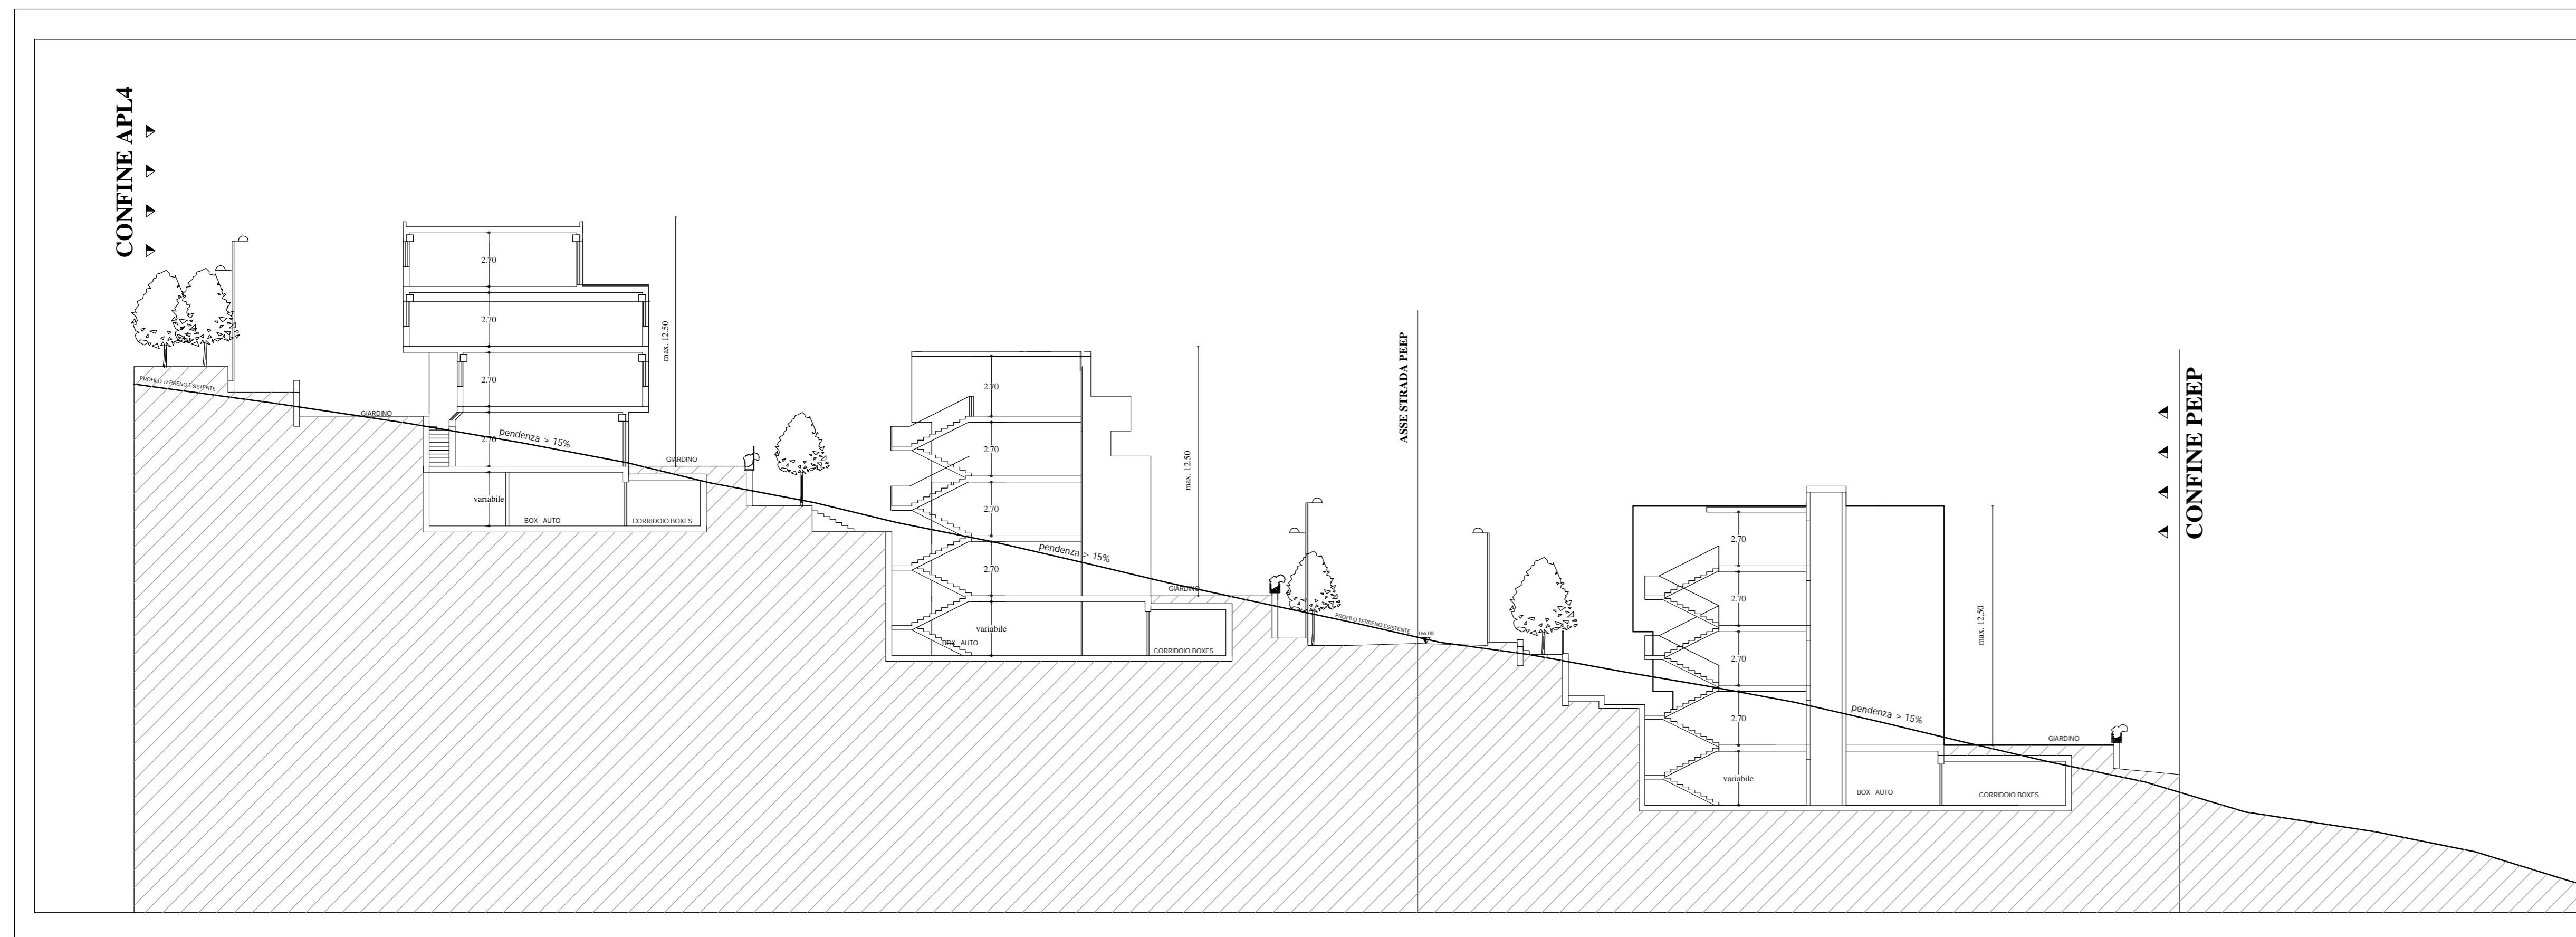 CONFINE APL4
PROFILO TERRENO ESISTENTE
GIARDINO
2.70
2.70
2.70
2.70
pendenza > 15%
variabile
BOX AUTO
CORRIDOIO BOXES
GIARDINO
max. 12.50
2.70
2.70
2.70
2.70
pendenza > 15%
variabile
BOX AUTO
CORRIDOIO BOXES
GIARDINO
max. 12.50
PROFILO TERRENO ESISTENTE
ASSE STRADA PEEP
166.00
2.70
2.70
2.70
2.70
pendenza > 15%
variabile
BOX AUTO
CORRIDOIO BOXES
GIARDINO
max. 12.50
CONFINE PEEP